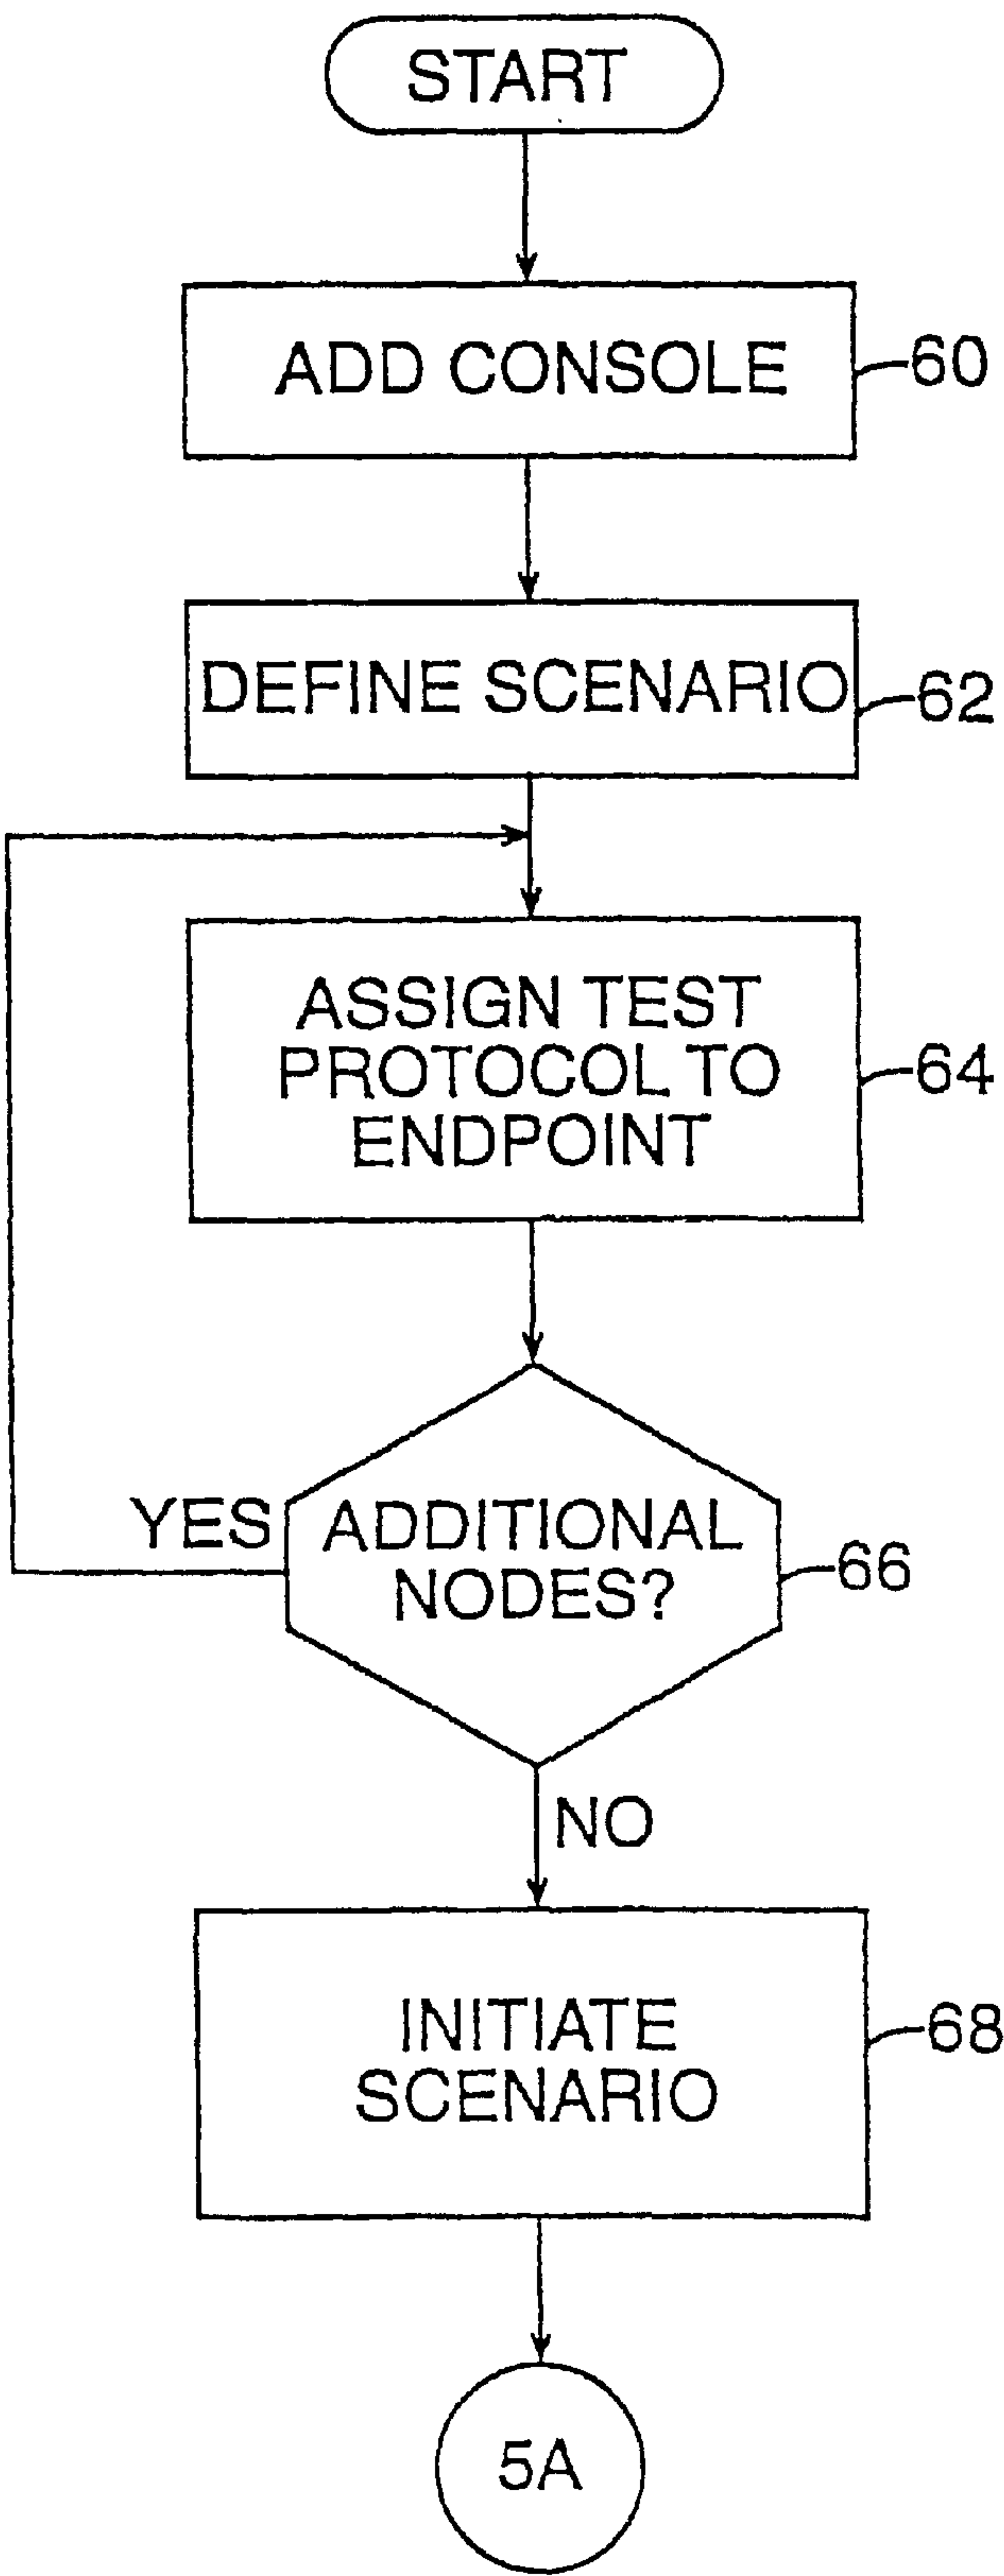 START
ADD CONSOLE
60
DEFINE SCENARIO
62
ASSIGN TEST
PROTOCOL TO
ENDPOINT
64
YES
ADDITIONAL
NODES?
66
NO
INITIATE
SCENARIO
68
5A